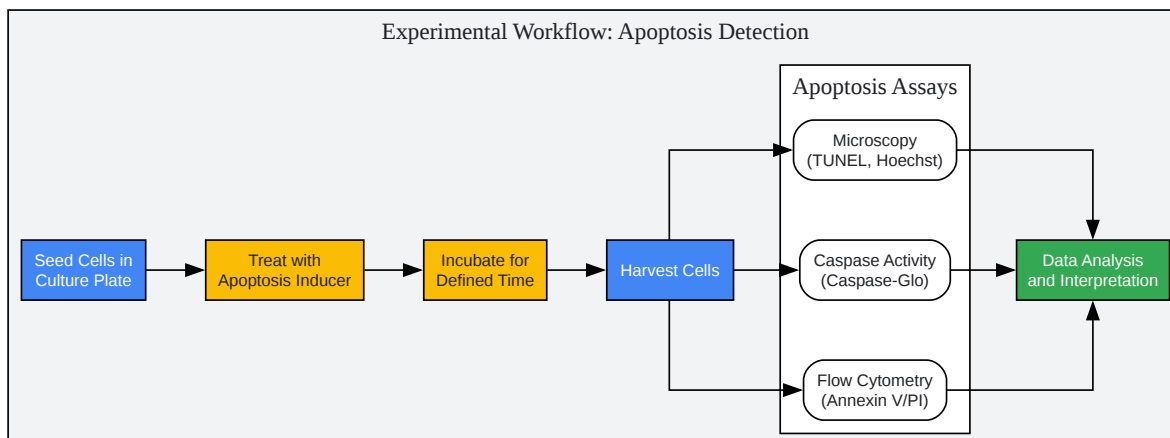 Experimental Workflow: Apoptosis Detection
Apoptosis Assays
Microscopy
(TUNEL, Hoechst)
Seed Cells in
Culture Plate
Treat with
Apoptosis Inducer
Incubate for
Defined Time
Harvest Cells
Caspase Activity
(Caspase-Glo)
Data Analysis
and Interpretation
Flow Cytometry
(Annexin V/PI)